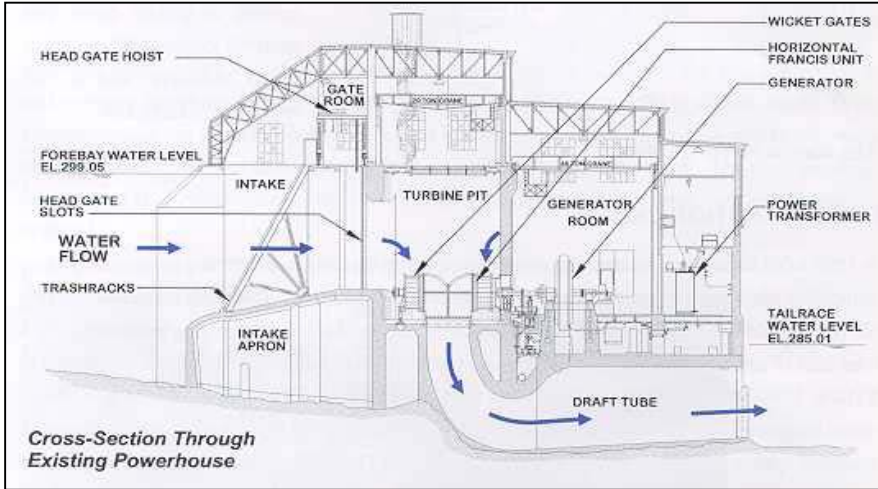 WICKET GATES
HORIZONTAL
FRANCIS UNIT
GENERATOR
HEAD GATE HOIST
GATE
ROOM
FOREBAY WATER LEVEL
EL.299.05
INTAKE
TURBINE PIT
GENERATOR
ROOM
HEAD GATE
SLOTS
POWER
TRANSFORMER
WATER
FLOW
TRASHRACKS
INTAKE
APRON
TAILRACE
WATER LEVEL
EL.285.01
DRAFT TUBE
Cross-Section Through
Existing Powerhouse